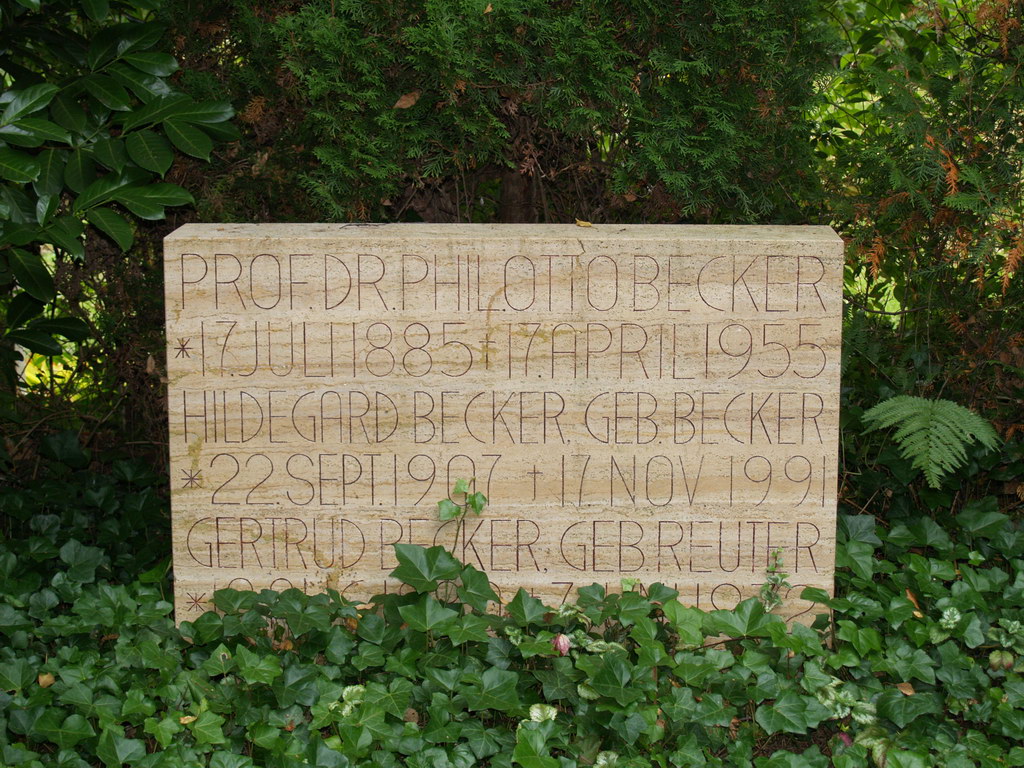 PROF. DR. PHIL. OTTO BECKER
* 17. JULI 1885 † 17. APRIL 1955
HILDEGARD BECKER, GEB. BECKER
* 22. SEPT 1907 † 17 NOV 1991
GERTRUD BECKER, GEB REUTER
*